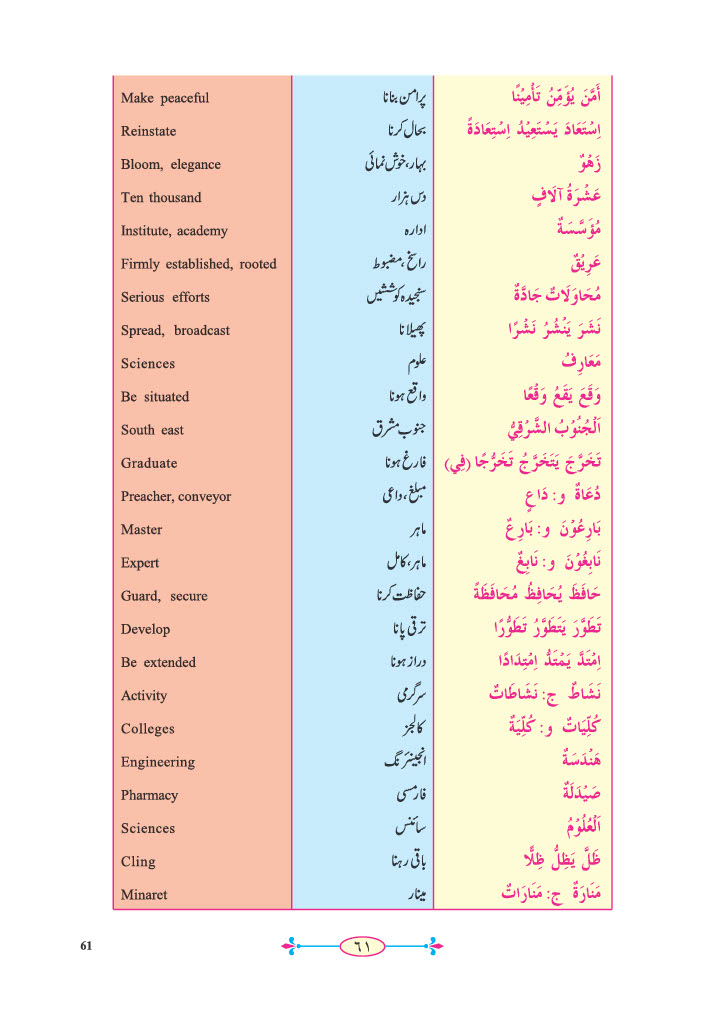 Make peaceful پرامن بنانا أَمَّنَ يُؤَمِّنُ تَأْمِيْنًا
Reinstate بحال کرنا اِسْتَعَادَ يَسْتَعِيْدُ اِسْتِعَادَةً
Bloom, elegance بہار، خوش نمائی زَهْوٌ
Ten thousand دس ہزار عَشْرَةُ آلَافٍ
Institute, academy ادارہ مُؤَسَّسَةٌ
Firmly established, rooted راسخ، مضبوط عَرِيْقٌ
Serious efforts سنجیدہ کوششیں مُحَاوَلَاتٌ جَادَّةٌ
Spread, broadcast پھیلانا نَشَرَ يَنْشُرُ نَشْرًا
Sciences علوم مَعَارِفُ
Be situated واقع ہونا وَقَعَ يَقَعُ وَقْعًا
South east جنوب مشرق اَلْجُنُوْبُ الشَّرْقِيُّ
Graduate فارغ ہونا تَخَرَّجَ يَتَخَرَّجُ تَخَرُّجًا (فِي)
Preacher, conveyor مبلغ، داعی دُعَاةٌ و: دَاعٍ
Master ماہر بَارِعُوْنَ و: بَارِعٌ
Expert ماہر، کامل نَابِغُوْنَ و: نَابِغٌ
Guard, secure حفاظت کرنا حَافَظَ يُحَافِظُ مُحَافَظَةً
Develop ترقی پانا تَطَوَّرَ يَتَطَوَّرُ تَطَوُّرًا
Be extended دراز ہونا اِمْتَدَّ يَمْتَدُّ اِمْتِدَادًا
Activity سرگرمی نَشَاطٌ ج: نَشَاطَاتٌ
Colleges کالجز كُلِّيَاتٌ و: كُلِّيَةٌ
Engineering انجینئرنگ هَنْدَسَةٌ
Pharmacy فارمسی صَيْدَلَةٌ
Sciences سائنس اَلْعُلُوْمُ
Cling باقی رہنا ظَلَّ يَظِلُّ ظِلًّا
Minaret مینار مَنَارَةٌ ج: مَنَارَاتٌ
61 ٦١